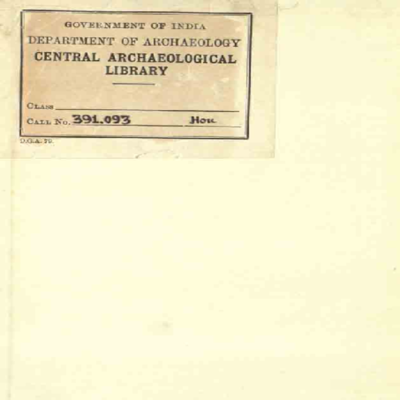 GOVERNMENT OF INDIA
DEPARTMENT OF ARCHAEOLOGY
CENTRAL ARCHAEOLOGICAL
LIBRARY
CLASS
CALL No. 391.093 Hou
D.G.A. 79.